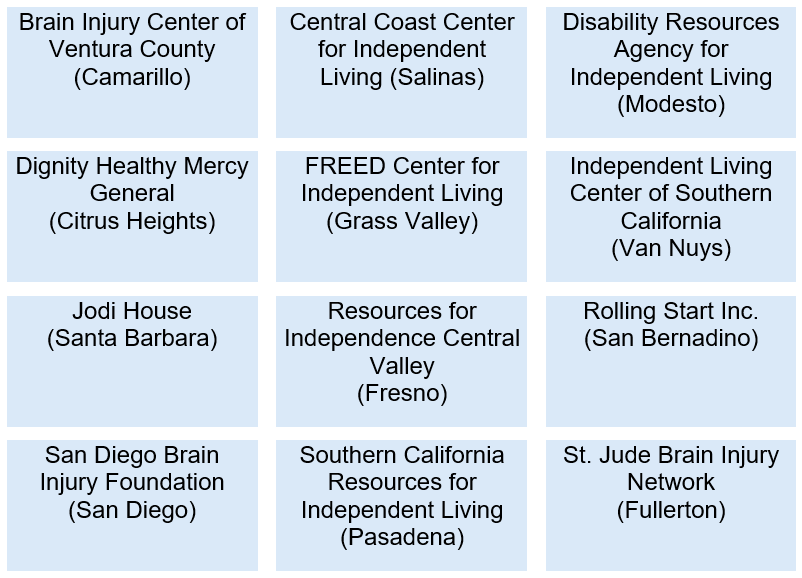 Brain Injury Center of
Ventura County
(Camarillo)
Central Coast Center
for Independent
Living (Salinas)
Disability Resources
Agency for
Independent Living
(Modesto)
Dignity Healthy Mercy
General
(Citrus Heights)
FREED Center for
Independent Living
(Grass Valley)
Independent Living
Center of Southern
California
(Van Nuys)
Jodi House
(Santa Barbara)
Resources for
Independence Central
Valley
(Fresno)
Rolling Start Inc.
(San Bernadino)
San Diego Brain
Injury Foundation
(San Diego)
Southern California
Resources for
Independent Living
(Pasadena)
St. Jude Brain Injury
Network
(Fullerton)